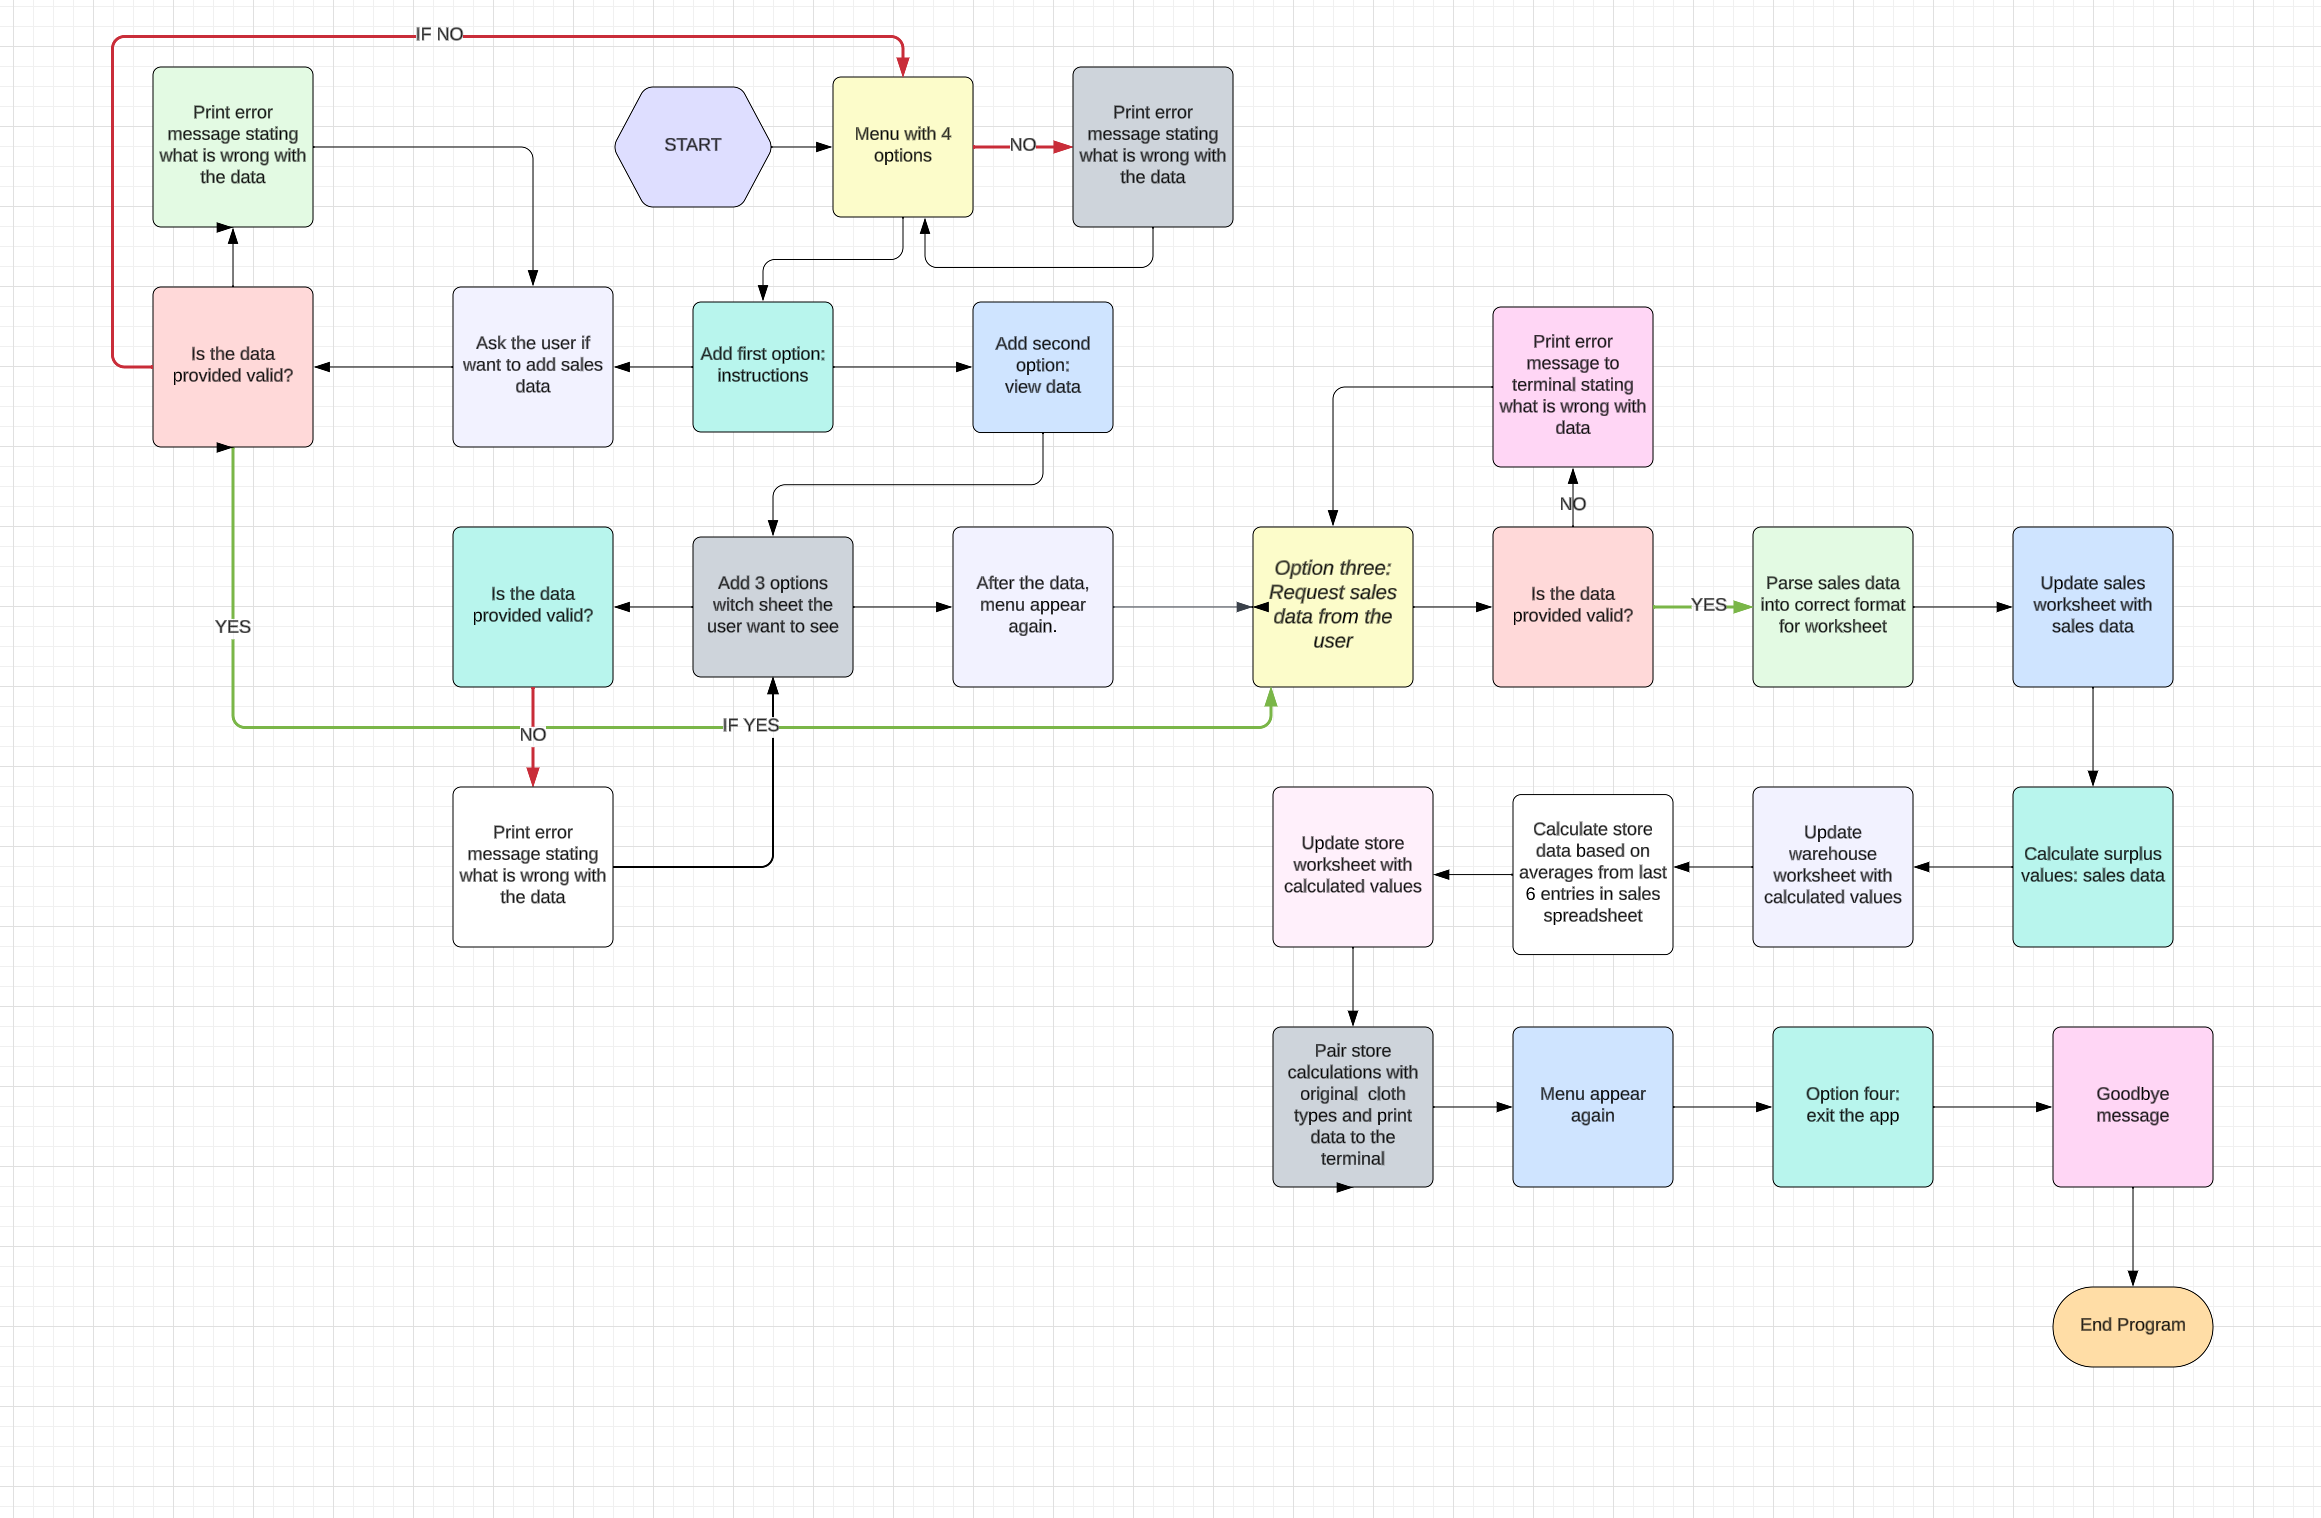 IF NO
Print error
message stating
what is wrong with
the data
START
Menu with 4
options
NO
Print error
message stating
what is wrong with
the data
Is the data
provided valid?
Ask the user if
want to add sales
data
Add first option:
instructions
Add second
option:
view data
Print error
message to
terminal stating
what is wrong with
data
NO
Is the data
provided valid?
Add 3 options
witch sheet the
user want to see
After the data,
menu appear
again.
Option three:
Request sales
data from the
user
Is the data
provided valid?
YES
Parse sales data
into correct format
for worksheet
Update sales
worksheet with
sales data
YES
NO
IF YES
Print error
message stating
what is wrong with
the data
Update store
worksheet with
calculated values
Calculate store
data based on
averages from last
6 entries in sales
spreadsheet
Update
warehouse
worksheet with
calculated values
Calculate surplus
values: sales data
Pair store
calculations with
original  cloth
types and print
data to the
terminal
Menu appear
again
Option four:
exit the app
Goodbye
message
End Program